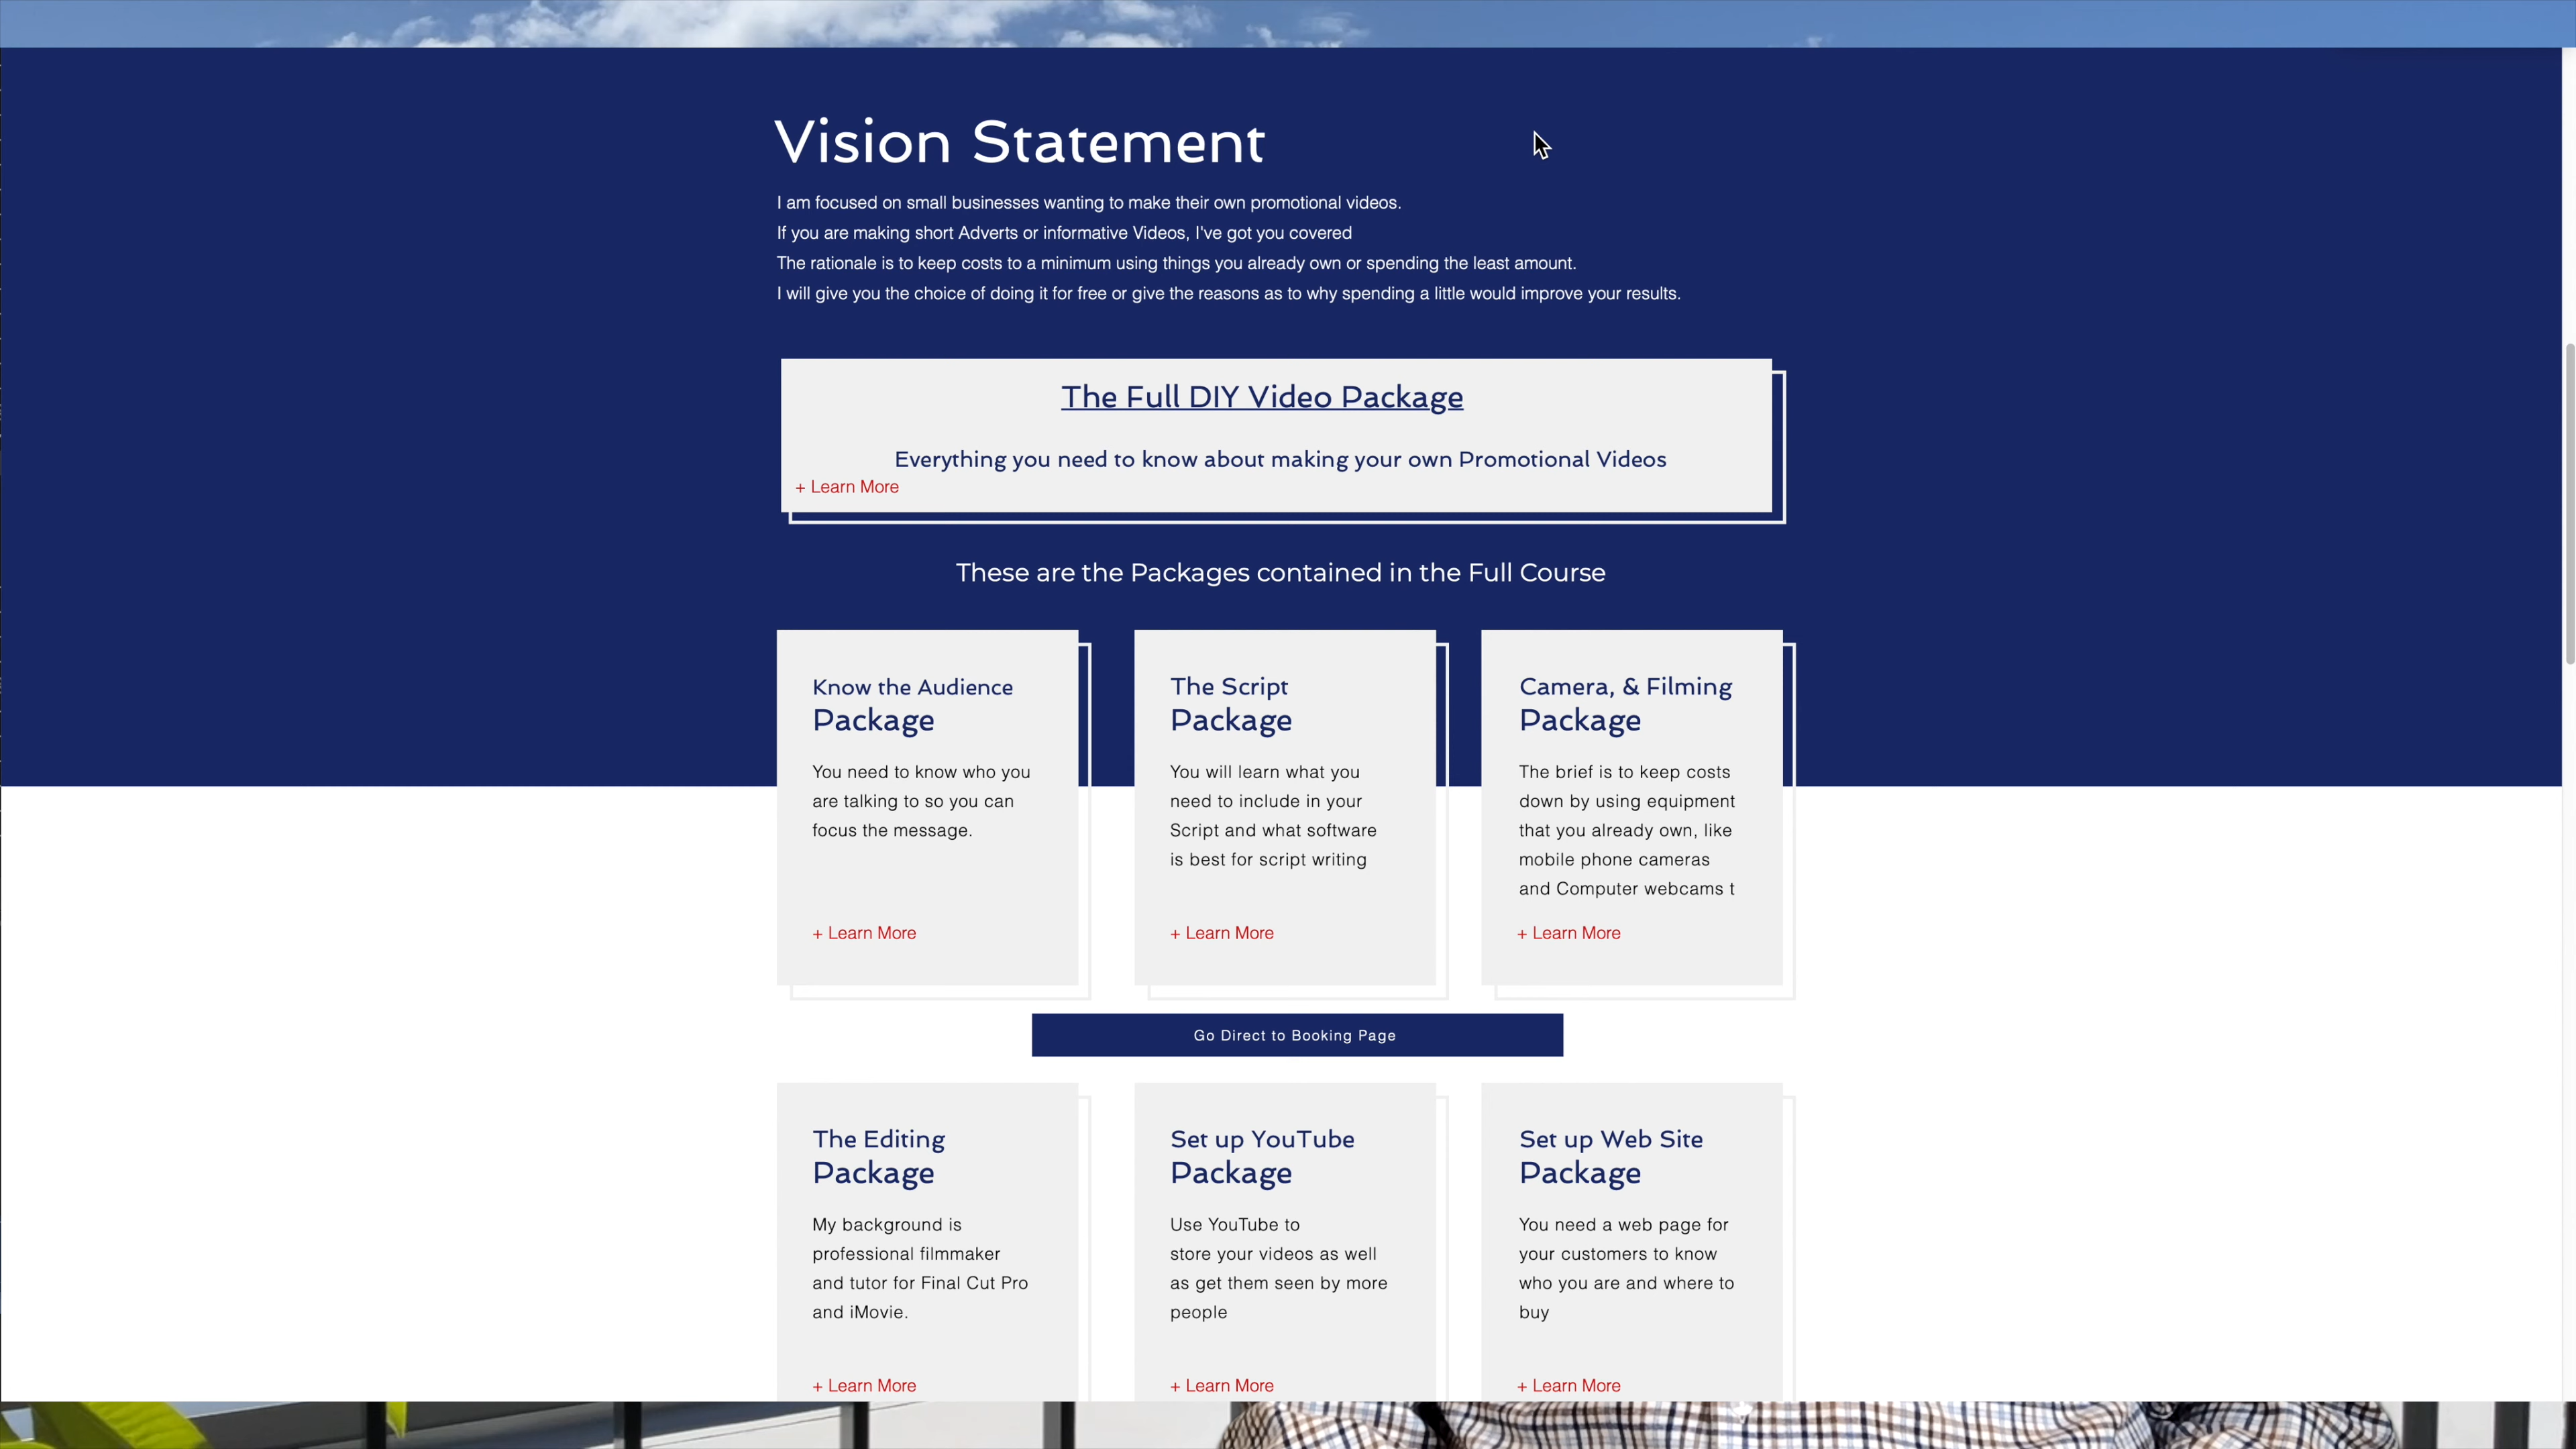 Vision Statement
I am focused on small businesses wanting to make their own promotional videos.
If you are making short Adverts or informative Videos, I've got you covered
The rationale is to keep costs to a minimum using things you already own or spending the least amount.
I will give you the choice of doing it for free or give the reasons as to why spending a little would improve your results.
The Full DIY Video Package
Everything you need to know about making your own Promotional Videos
+ Learn More
These are the Packages contained in the Full Course
Know the Audience
Package
You need to know who you
are talking to so you can
focus the message.
+ Learn More
The Script
Package
You will learn what you
need to include in your
Script and what software
is best for script writing
+ Learn More
Camera, & Filming
Package
The brief is to keep costs
down by using equipment
that you already own, like
mobile phone cameras
and Computer webcams t
+ Learn More
Go Direct to Booking Page
The Editing
Package
My background is
professional filmmaker
and tutor for Final Cut Pro
and iMovie.
+ Learn More
Set up YouTube
Package
Use YouTube to
store your videos as well
as get them seen by more
people
+ Learn More
Set up Web Site
Package
You need a web page for
your customers to know
who you are and where to
buy
+ Learn More